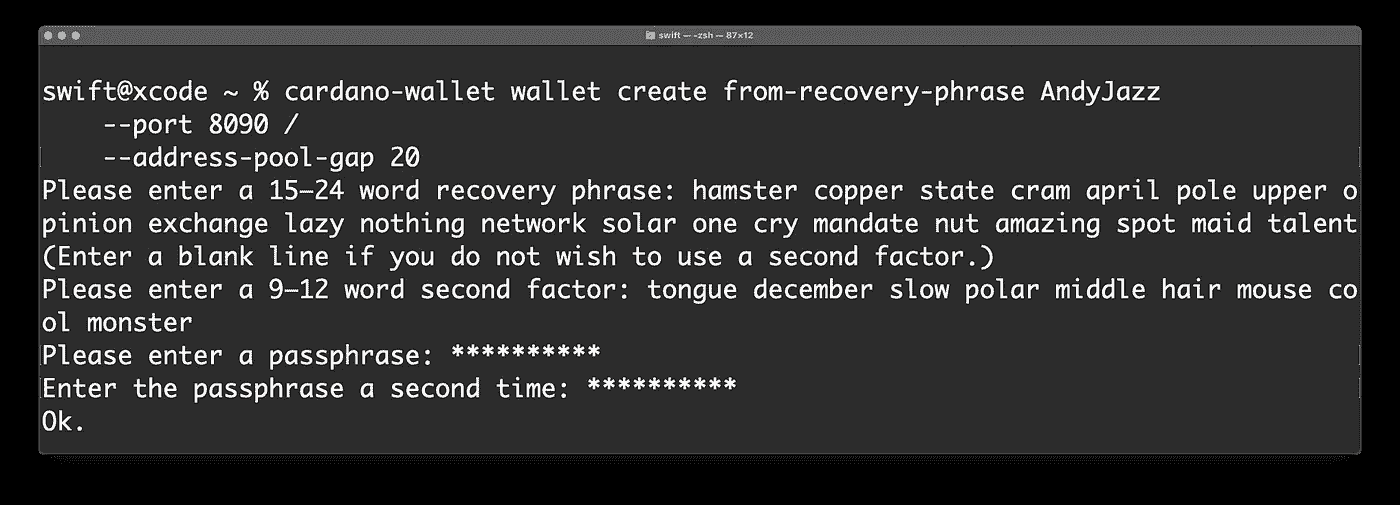 swift — -zsh — 87×12
swift@xcode ~ % cardano-wallet wallet create from-recovery-phrase AndyJazz
--port 8090 /
--address-pool-gap 20
Please enter a 15–24 word recovery phrase: hamster copper state cram april pole upper o
pinion exchange lazy nothing network solar one cry mandate nut amazing spot maid talent
(Enter a blank line if you do not wish to use a second factor.)
Please enter a 9–12 word second factor: tongue december slow polar middle hair mouse co
ol monster
Please enter a passphrase: **********
Enter the passphrase a second time: **********
Ok.